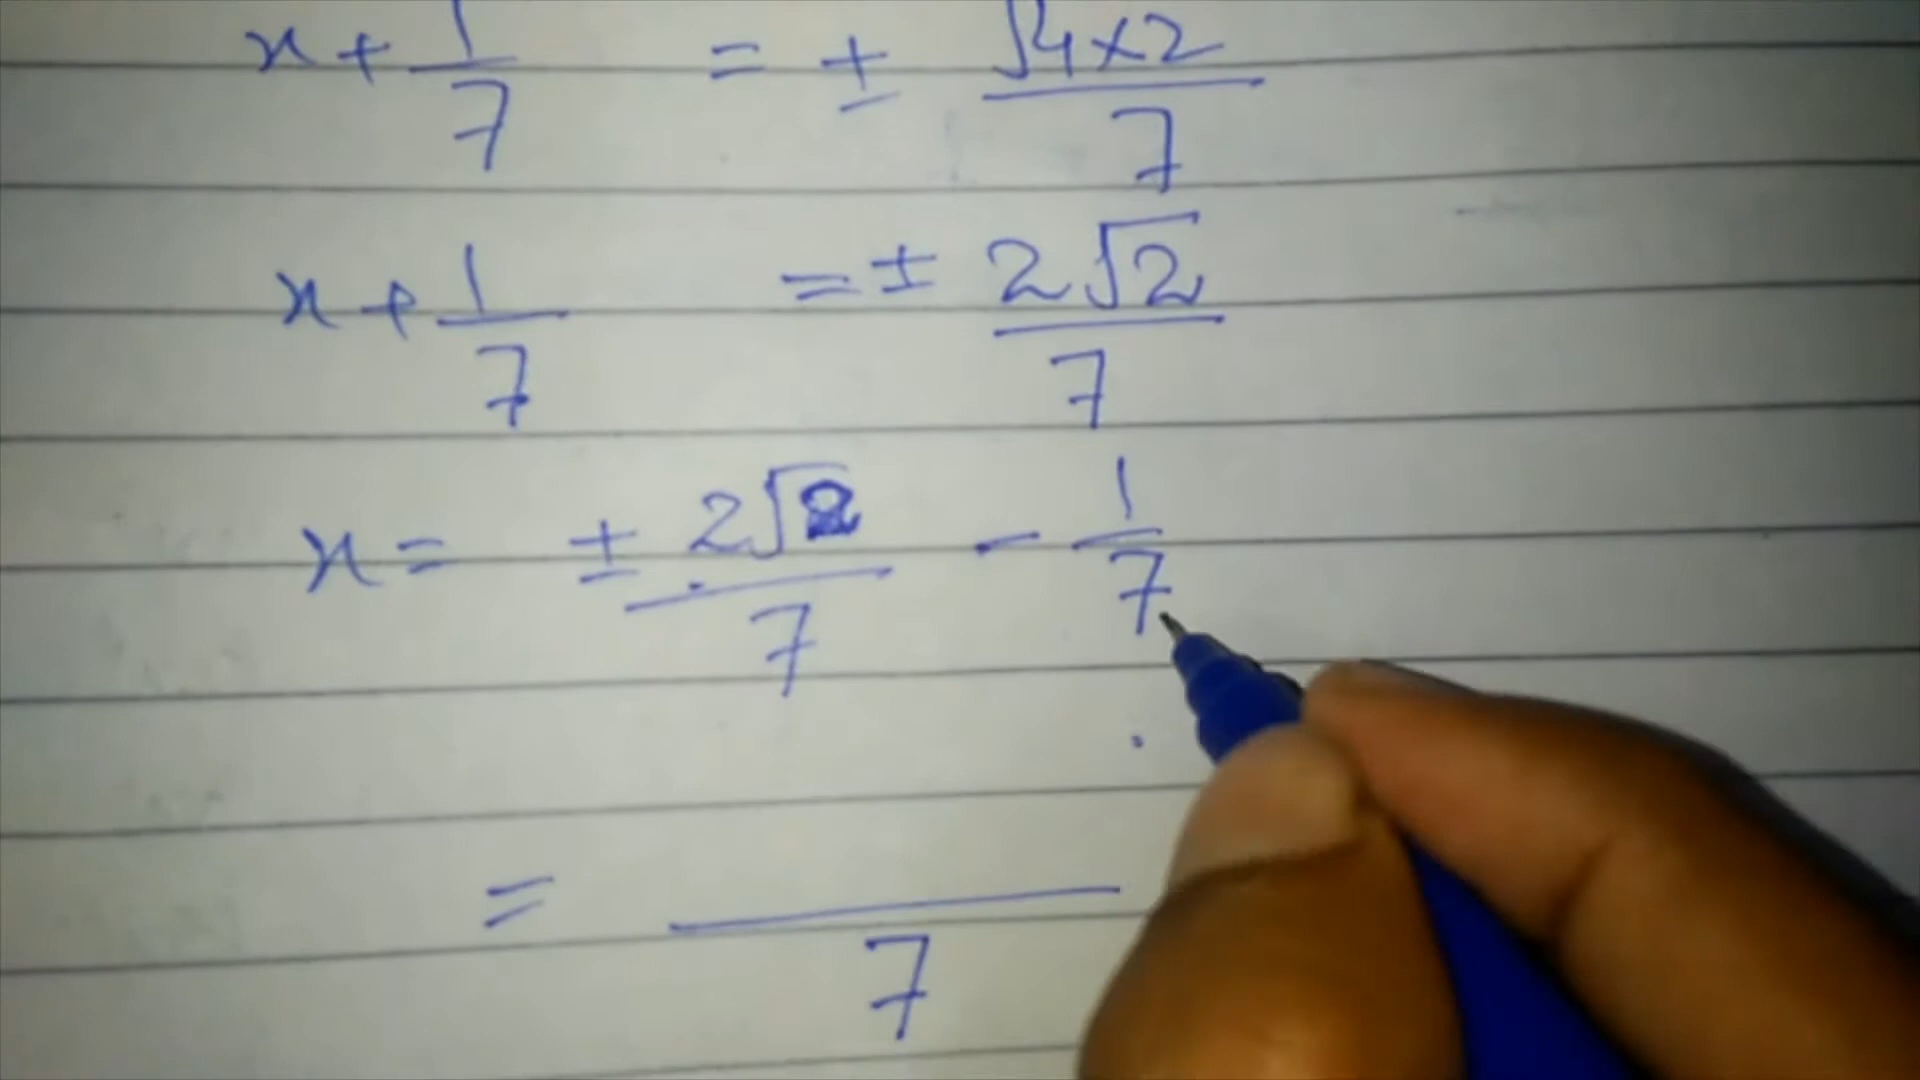 x + 1/7 = ± √4×2/7
x + 1/7 = ± 2√2/7
x = ± 2√2/7 - 1/7
= /7